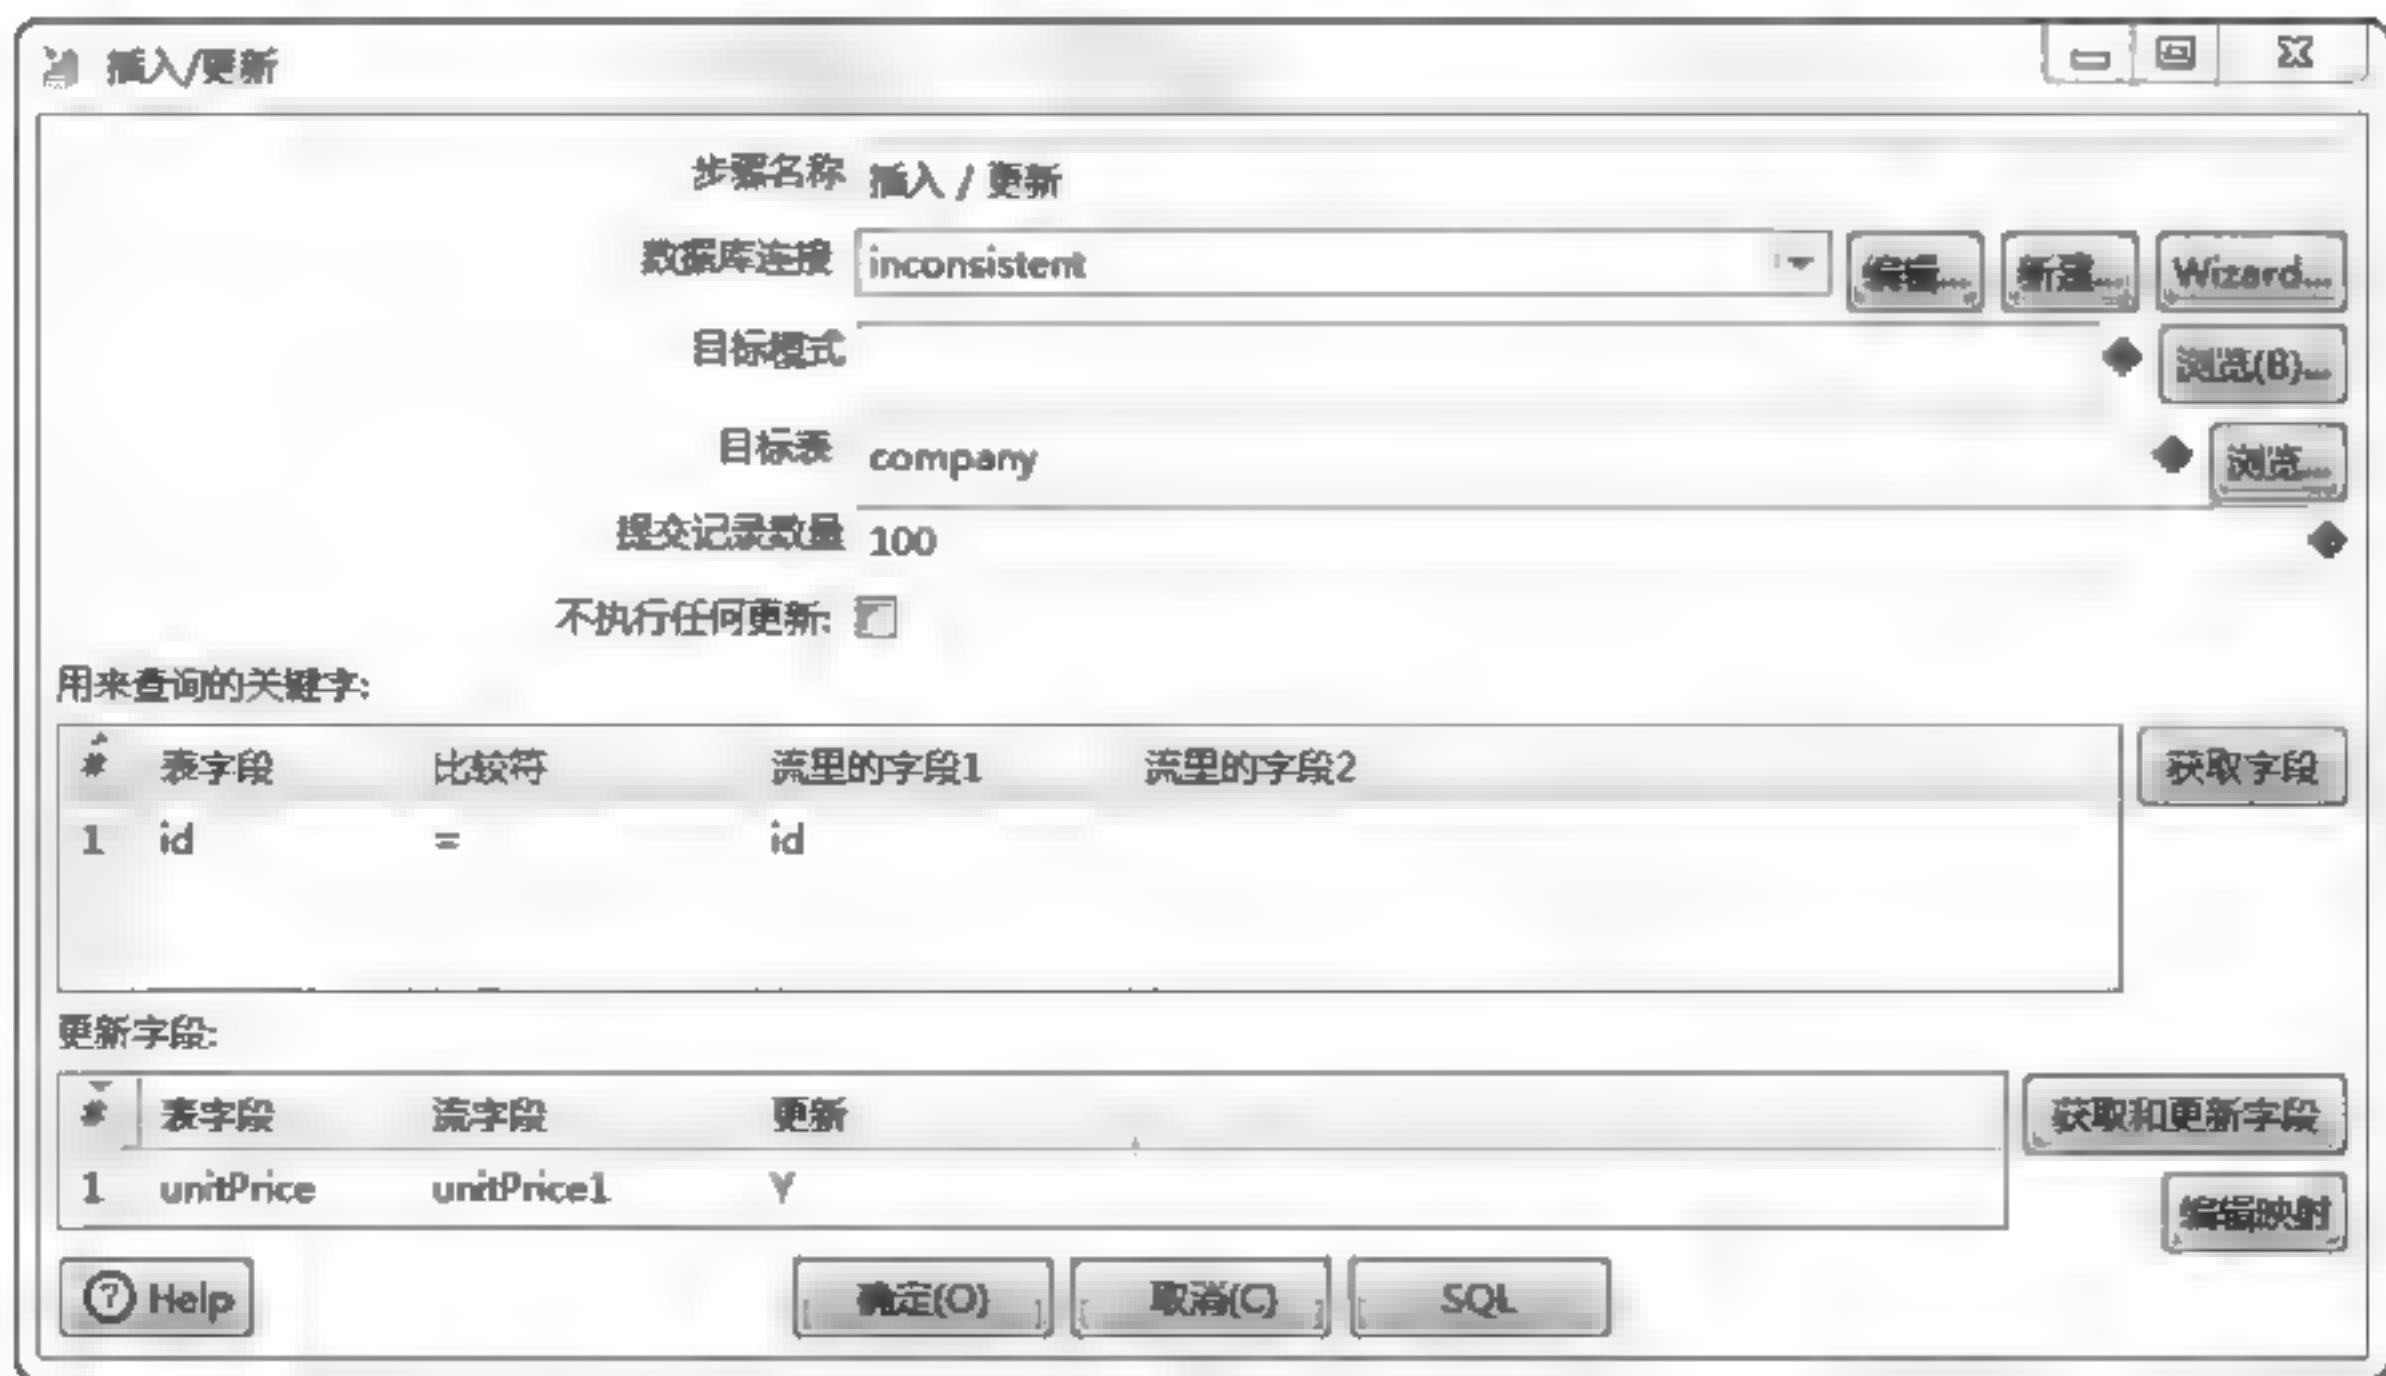 插入/更新
步骤名称 插入 / 更新
数据库连接 inconsistent 编辑... 新建... Wizard...
目标模式 浏览(B)...
目标表 company 浏览...
提交记录数量 100
不执行任何更新:
用来查询的关键字:
# 表字段 比较符 流里的字段1 流里的字段2 获取字段
1 id = id
更新字段:
# 表字段 流字段 更新 获取和更新字段
1 unitPrice unitPrice1 Y
编辑映射
Help 确定(O) 取消(C) SQL